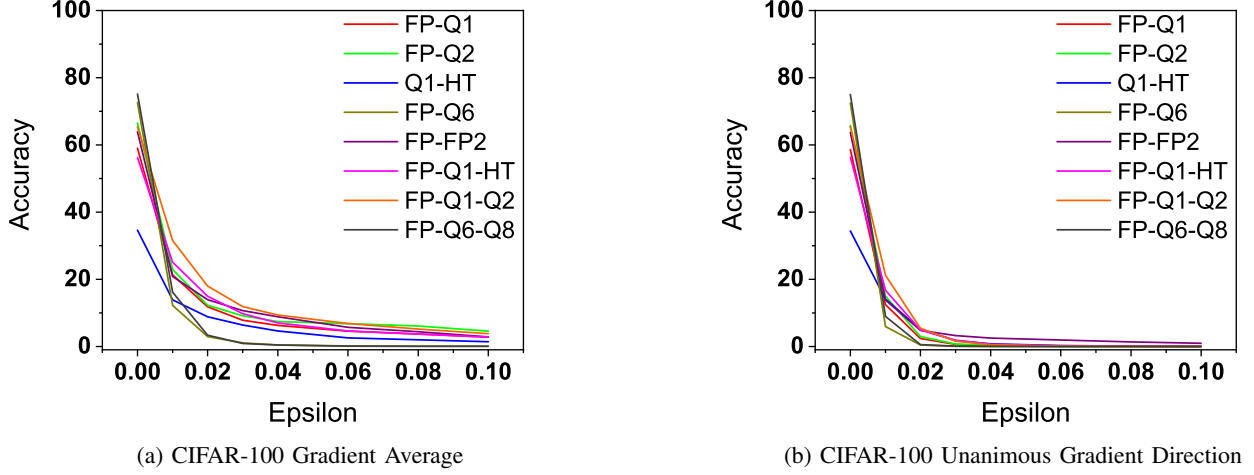 100
80
60
40
20
0
Accuracy
0.00 0.02 0.04 0.06 0.08 0.10
Epsilon
FP-Q1
FP-Q2
Q1-HT
FP-Q6
FP-FP2
FP-Q1-HT
FP-Q1-Q2
FP-Q6-Q8
(a) CIFAR-100 Gradient Average
100
80
60
40
20
0
Accuracy
0.00 0.02 0.04 0.06 0.08 0.10
Epsilon
FP-Q1
FP-Q2
Q1-HT
FP-Q6
FP-FP2
FP-Q1-HT
FP-Q1-Q2
FP-Q6-Q8
(b) CIFAR-100 Unanimous Gradient Direction